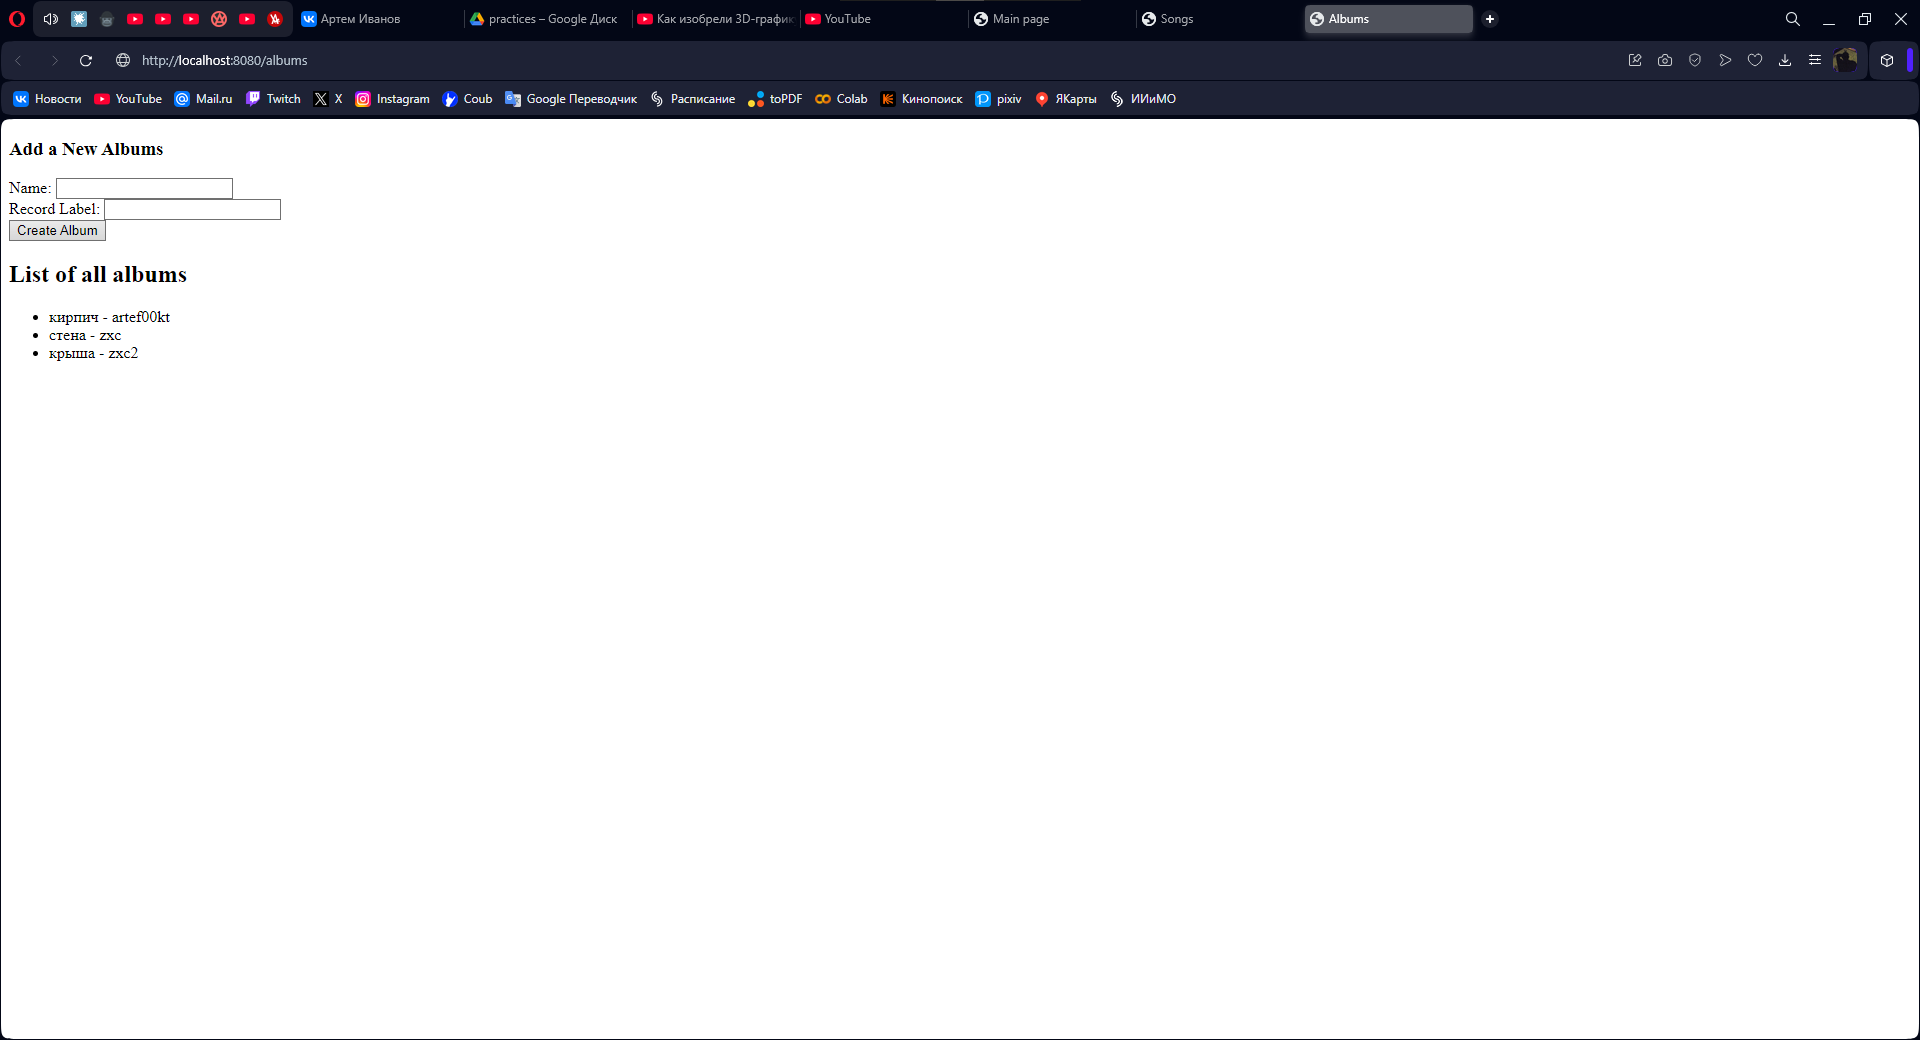 Артем Иванов
practices – Google Диск
Как изобрели 3D-график
YouTube
Main page
Songs
Albums
http://localhost:8080/albums
Новости YouTube Mail.ru Twitch X Instagram Coub Google Переводчик Расписание toPDF Colab Кинопоиск pixiv ЯКарты ИИиМО
Add a New Albums
Name:
Record Label:
Create Album
List of all albums
кирпич - artef00kt
стена - zxc
крыша - zxc2